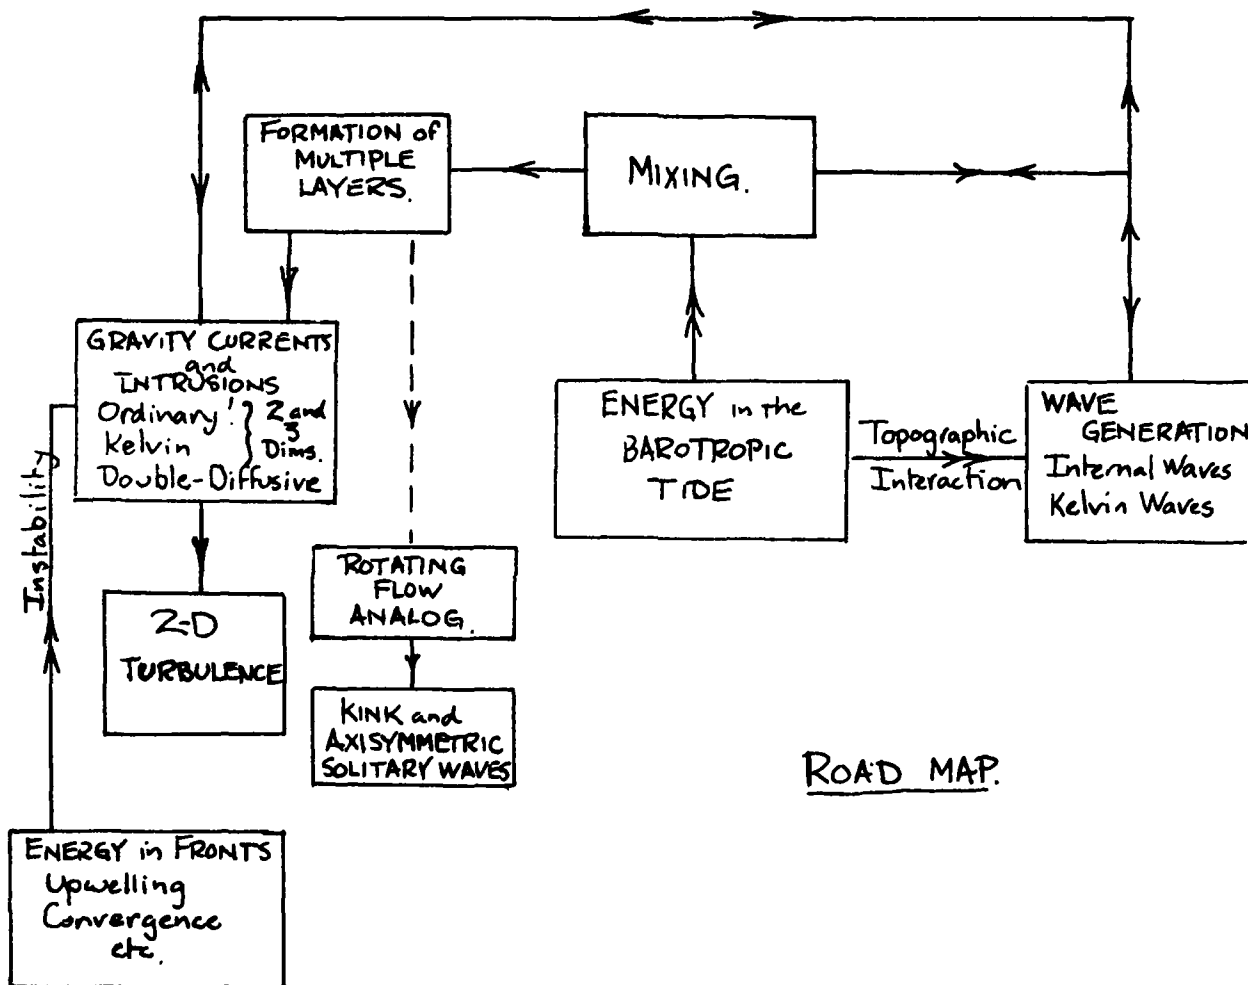 FORMATION of
MULTIPLE
LAYERS.
MIXING.
GRAVITY CURRENTS
and
INTRUSIONS
Ordinary! } 2 and
3
Kelvin } Dims.
Double-Diffusive
ENERGY in the
BAROTROPIC
TIDE
Topographic
Interaction
WAVE
GENERATION
Internal Waves
Kelvin Waves
Instability
2-D
TURBULENCE
ROTATING
FLOW
ANALOG.
KINK and
AXISYMMETRIC
SOLITARY WAVES
ROAD MAP.
ENERGY in FRONTS
Upwelling
Convergence
etc.